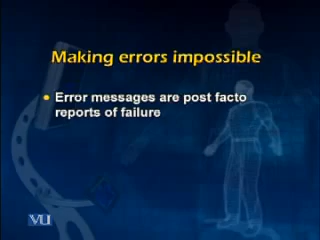 Making errors impossible
Error messages are post facto
reports of failure
VU